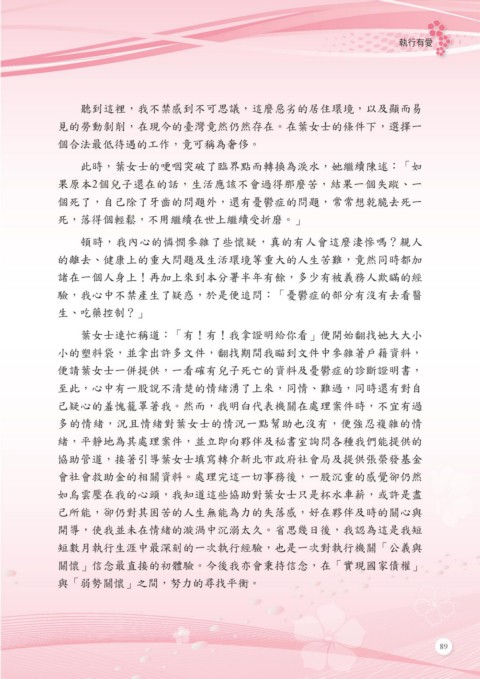 執行有愛
聽到這裡，我不禁感到不可思議，這麼惡劣的居住環境，以及顯而易
見的勞動剝削，在現今的臺灣竟然仍然存在。在葉女士的條件下，選擇一
個合法最低待遇的工作，竟可稱為奢侈。
此時，葉女士的哽咽突破了臨界點而轉換為淚水，她繼續陳述：「如
果原本2個兒子還在的話，生活應該不會過得那麼苦，結果一個失蹤、一
個死了，自己除了牙齒的問題外，還有憂鬱症的問題，常常想乾脆去死一
死，落得個輕鬆，不用繼續在世上繼續受折磨。」
頓時，我內心的憐憫參雜了些懷疑，真的有人會這麼淒慘嗎？親人
的離去、健康上的重大問題及生活環境等重大的人生苦難，竟然同時都加
諸在一個人身上！再加上來到本分署半年有餘，多少有被義務人欺瞞的經
驗，我心中不禁產生了疑惑，於是便追問：「憂鬱症的部分有沒有去看醫
生、吃藥控制？」
葉女士連忙稱道：「有！有！我拿證明給你看」便開始翻找她大大小
小的塑料袋，並拿出許多文件，翻找期間我瞄到文件中參雜著戶籍資料，
便請葉女士一併提供，一看確有兒子死亡的資料及憂鬱症的診斷證明書，
至此，心中有一股說不清楚的情緒湧了上來，同情、難過，同時還有對自
己疑心的羞愧籠罩著我。然而，我明白代表機關在處理案件時，不宜有過
多的情緒，況且情緒對葉女士的情況一點幫助也沒有，便強忍複雜的情
緒，平靜地為其處理案件，並立即向夥伴及秘書室詢問各種我們能提供的
協助管道，接著引導葉女士填寫轉介新北市政府社會局及提供張榮發基金
會社會救助金的相關資料。處理完這一切事務後，一股沉重的感覺卻仍然
如烏雲壓在我的心頭，我知道這些協助對葉女士只是杯水車薪，或許是盡
己所能，卻仍對其困苦的人生無能為力的失落感，好在夥伴及時的關心與
開導，使我並未在情緒的漩渦中沉溺太久。省思幾日後，我認為這是我短
短數月執行生涯中最深刻的一次執行經驗，也是一次對執行機關「公義與
關懷」信念最直接的初體驗。今後我亦會秉持信念，在「實現國家債權」
與「弱勢關懷」之間，努力的尋找平衡。
89